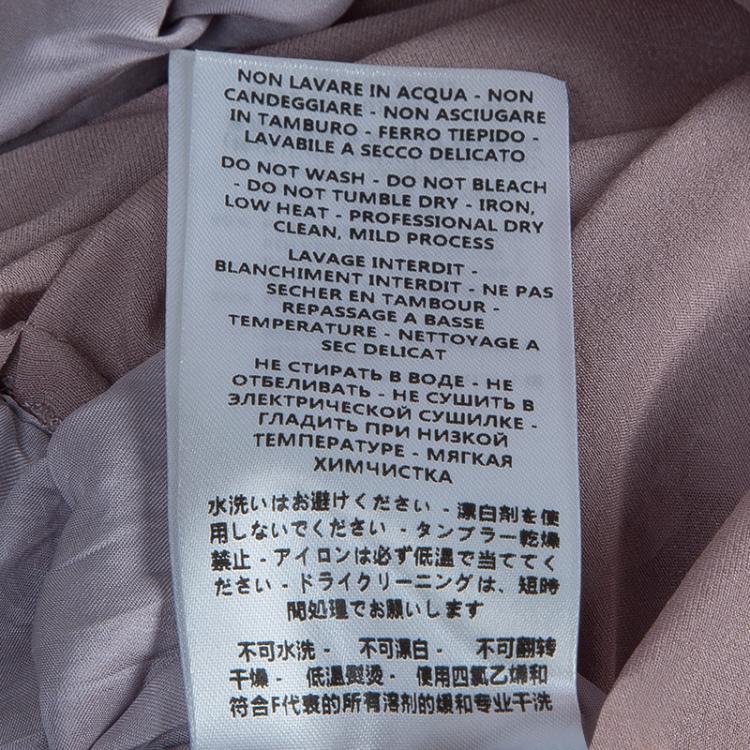 NON LAVARE IN ACQUA - NON
CANDEGGIARE - NON ASCIUGARE
IN TAMBURO - FERRO TIEPIDO -
LAVABILE A SECCO DELICATO
DO NOT WASH - DO NOT BLEACH
- DO NOT TUMBLE DRY - IRON,
LOW HEAT - PROFESSIONAL DRY
CLEAN, MILD PROCESS
LAVAGE INTERDIT -
BLANCHIMENT INTERDIT - NE PAS
SECHER EN TAMBOUR -
REPASSAGE A BASSE
TEMPERATURE - NETTOYAGE A
SEC DELICAT
НЕ СТИРАТЬ В ВОДЕ - НЕ
ОТБЕЛИВАТЬ - НЕ СУШИТЬ В
ЭЛЕКТРИЧЕСКОЙ СУШИЛКЕ -
ГЛАДИТЬ ПРИ НИЗКОЙ
ТЕМПЕРАТУРЕ - МЯГКАЯ
ХИМЧИСТКА
水洗いはお避けください - 漂白剤を使
用しないでください - タンブラー乾燥
禁止 - アイロンは必ず低温で当ててく
ださい - ドライクリーニングは、短時
間処理でお願いします
不可水洗 - 不可漂白 - 不可翻转
干燥 - 低温熨烫 - 使用四氯乙烯和
符合F代表的所有溶剂的缓和专业干洗